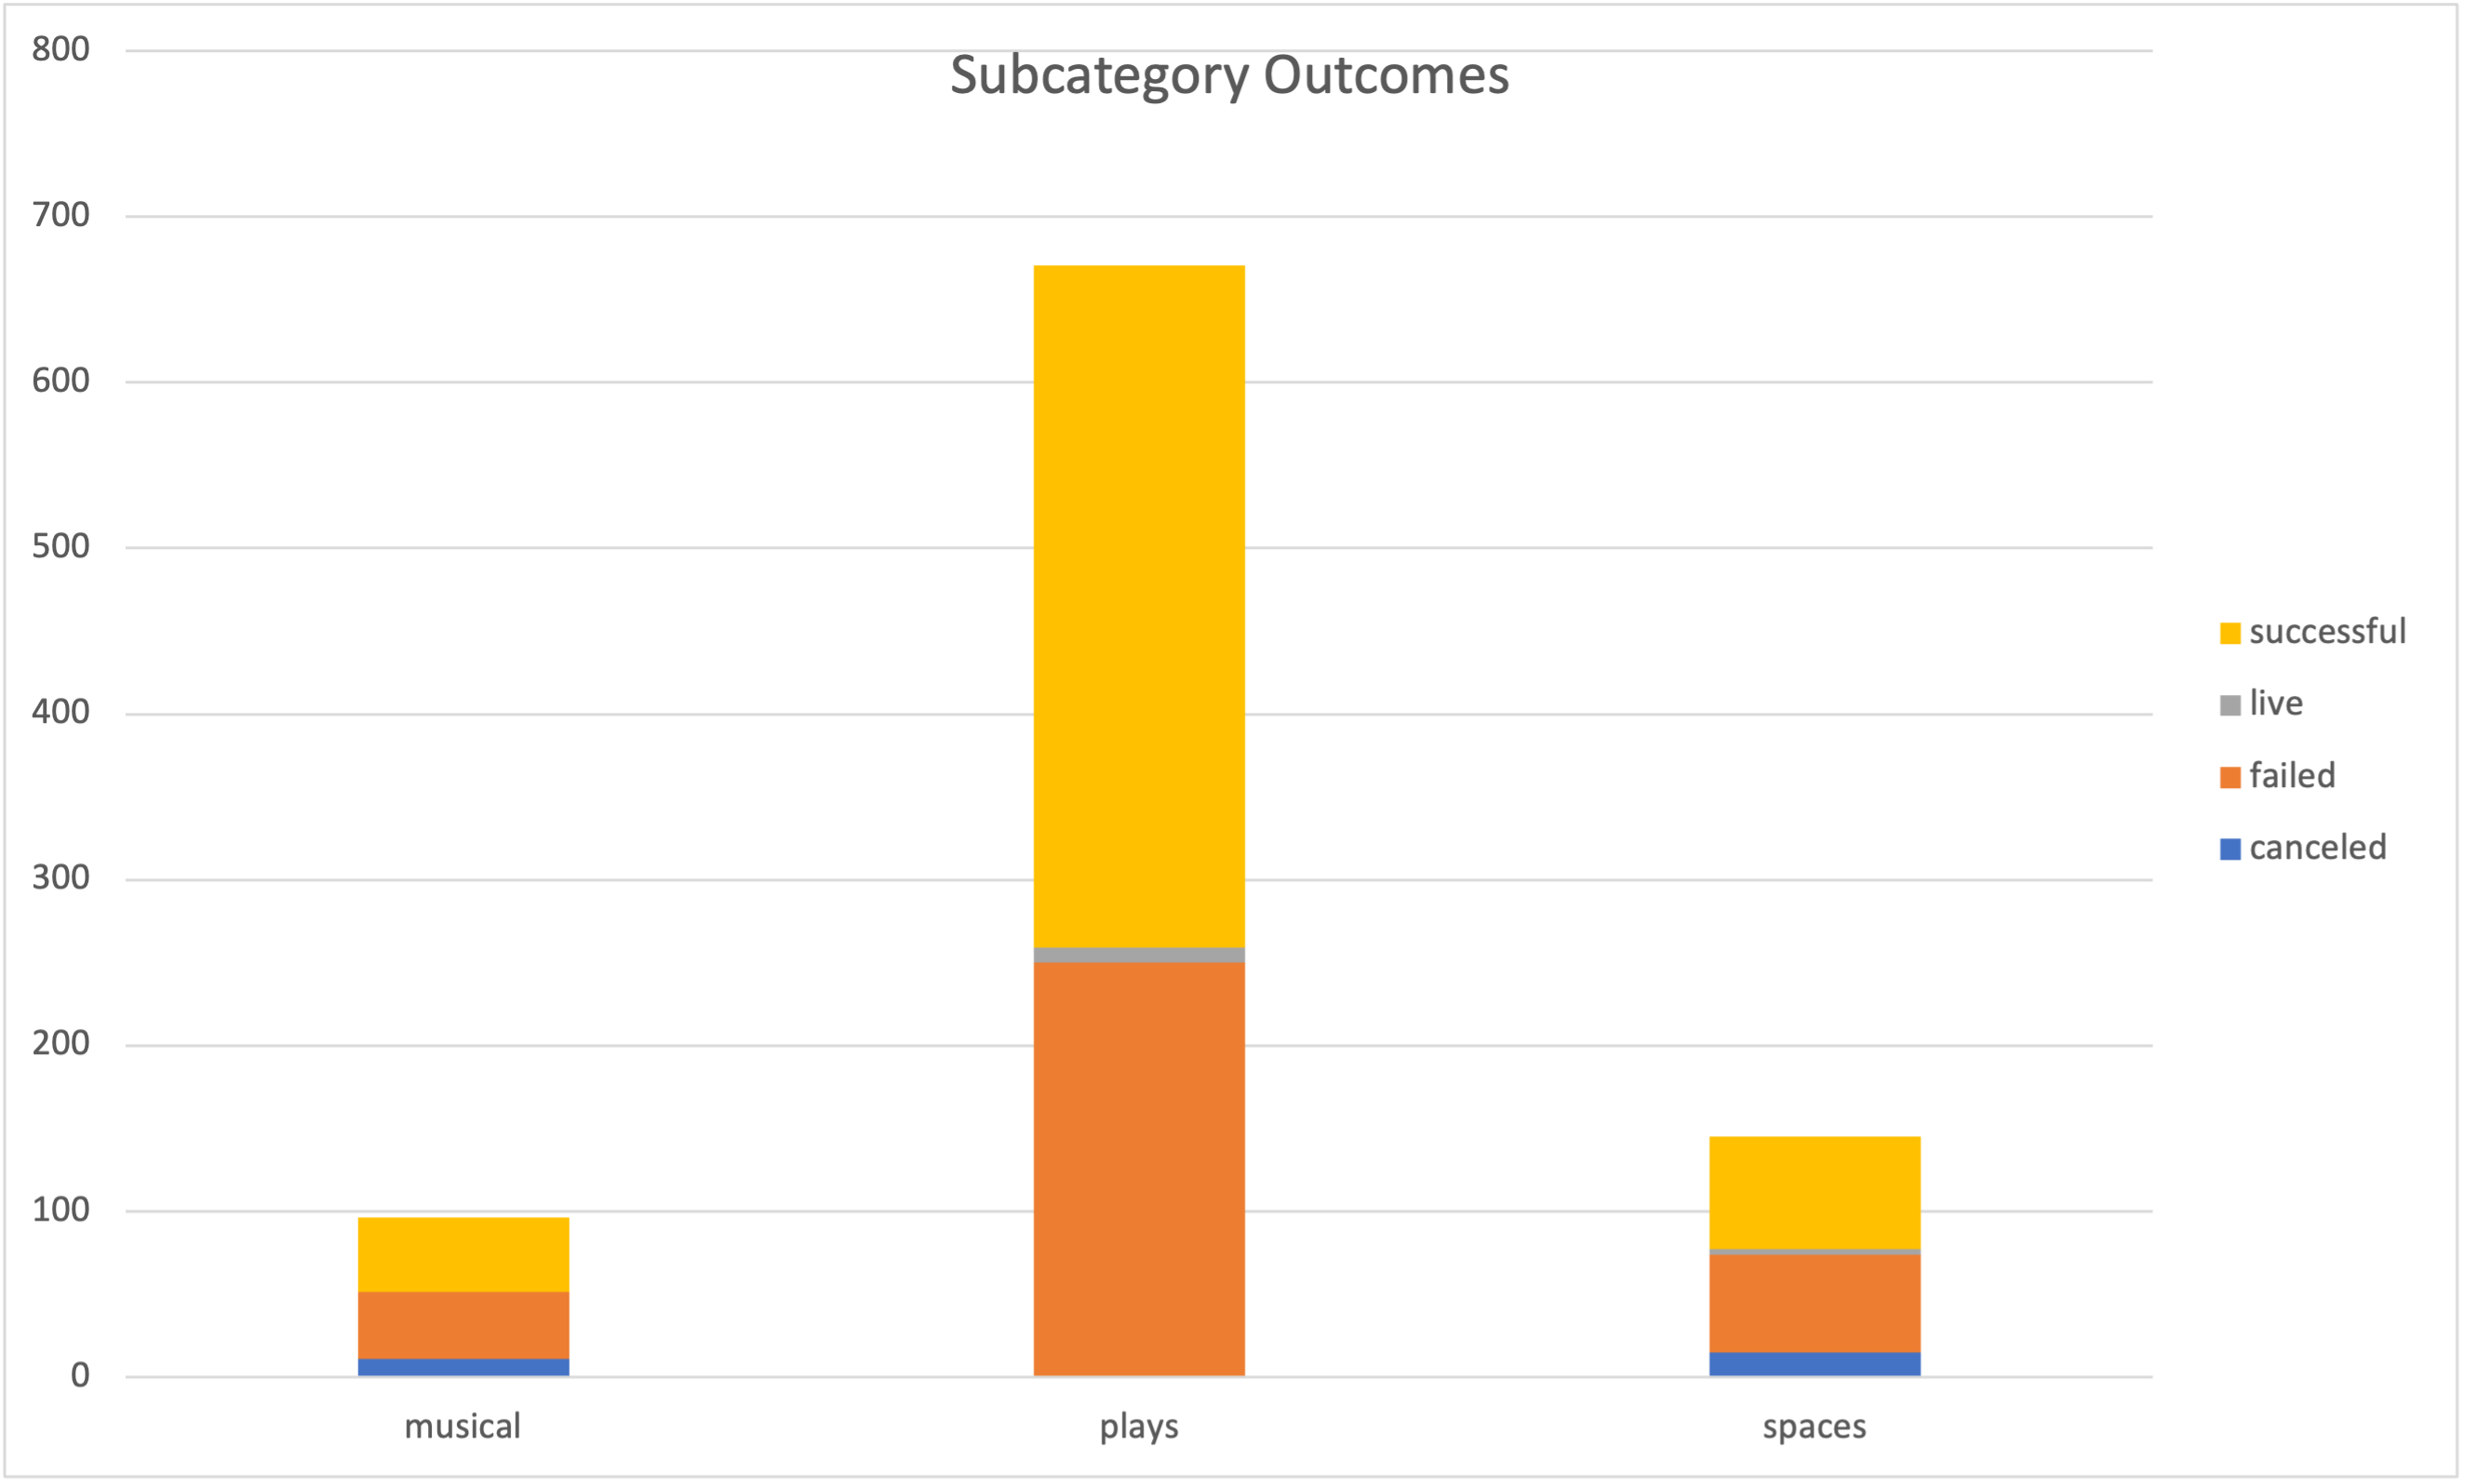 Subcategory Outcomes
800
700
600
500
400
300
200
100
0
musical
plays
spaces
successful
live
failed
canceled